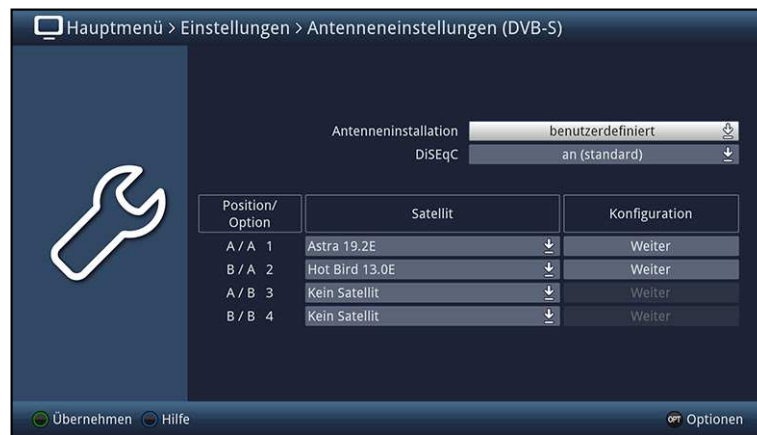 Hauptmenü > Einstellungen > Antenneneinstellungen (DVB-S)
Antenneninstallation benutzerdefiniert
DiSEqC an (standard)
Position/
Option Satellit Konfiguration
A / A 1 Astra 19.2E Weiter
B / A 2 Hot Bird 13.0E Weiter
A / B 3 Kein Satellit Weiter
B / B 4 Kein Satellit Weiter
Übernehmen Hilfe OPT Optionen